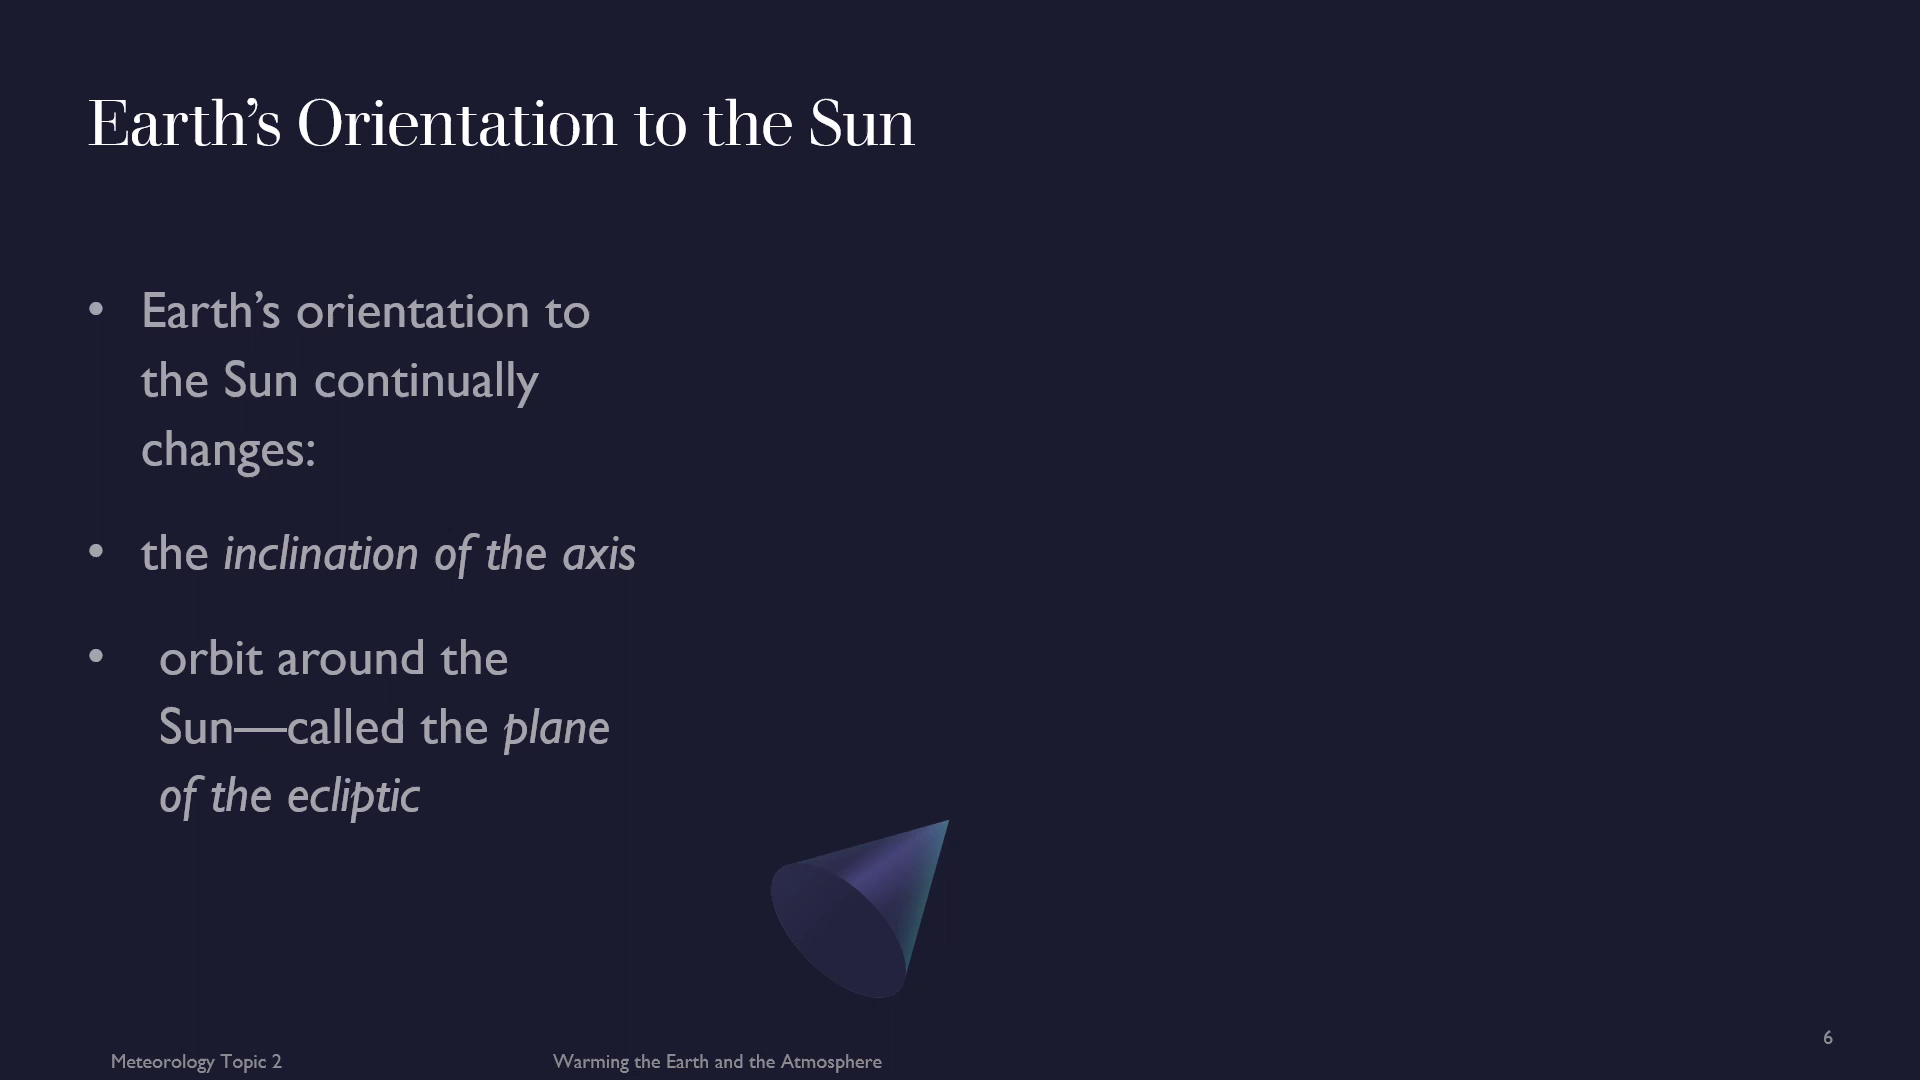 Earth’s Orientation to the Sun
• Earth’s orientation to
the Sun continually
changes:
• the inclination of the axis
• orbit around the
Sun—called the plane
of the ecliptic
6
Meteorology Topic 2
Warming the Earth and the Atmosphere